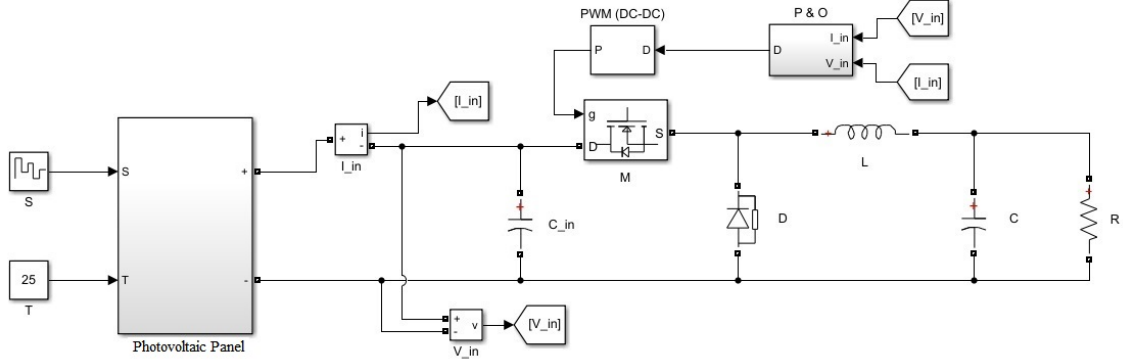 PWM (DC-DC)
P & O
[V_in]
P
D
D
I_in
V_in
[I_in]
[I_in]
g
D
S
M
+
i
-
I_in
+
L
S
S
+
+
C_in
D
+
C
+
R
25
T
T
-
Photovoltaic Panel
+
-
v
V_in
[V_in]